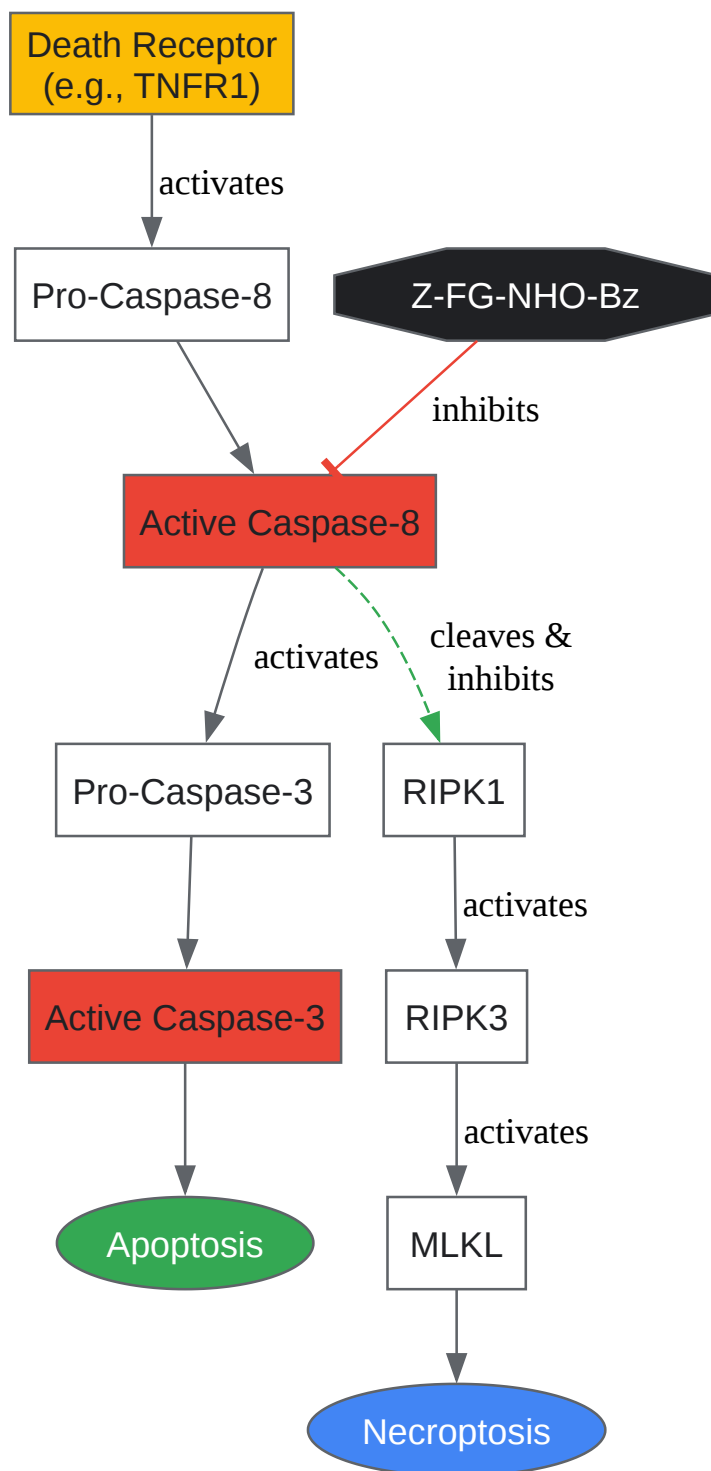 Death Receptor
(e.g., TNFR1)
activates
Pro-Caspase-8
Z-FG-NHO-Bz
inhibits
Active Caspase-8
activates
cleaves &
inhibits
Pro-Caspase-3
RIPK1
activates
Active Caspase-3
RIPK3
activates
Apoptosis
MLKL
Necroptosis